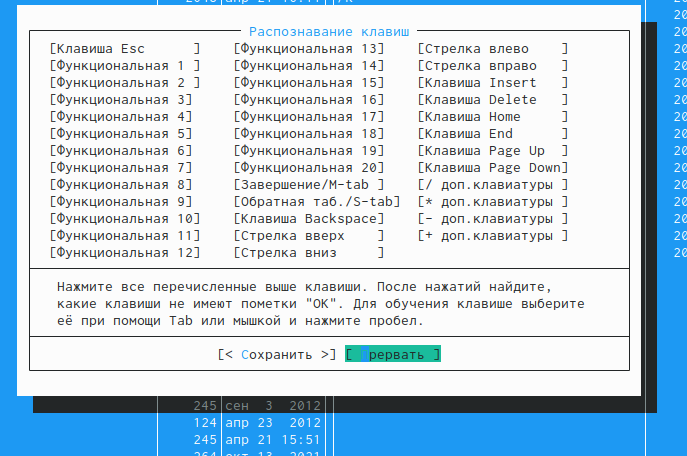 Распознавание клавиш
[Клавиша Esc      ] [Функциональная 13] [Стрелка влево    ]
[Функциональная 1 ] [Функциональная 14] [Стрелка вправо   ]
[Функциональная 2 ] [Функциональная 15] [Клавиша Insert   ]
[Функциональная 3] [Функциональная 16] [Клавиша Delete   ]
[Функциональная 4] [Функциональная 17] [Клавиша Home     ]
[Функциональная 5] [Функциональная 18] [Клавиша End      ]
[Функциональная 6] [Функциональная 19] [Клавиша Page Up  ]
[Функциональная 7] [Функциональная 20] [Клавиша Page Down]
[Функциональная 8] [Завершение/M-tab ] [/ доп.клавиатуры ]
[Функциональная 9] [Обратная таб./S-tab] [* доп.клавиатуры ]
[Функциональная 10] [Клавиша Backspace] [- доп.клавиатуры ]
[Функциональная 11] [Стрелка вверх    ] [+ доп.клавиатуры ]
[Функциональная 12] [Стрелка вниз     ]
Нажмите все перечисленные выше клавиши. После нажатий найдите,
какие клавиши не имеют пометки "OK". Для обучения клавише выберите
её при помощи Tab или мышкой и нажмите пробел.
[< Сохранить >] [ Прервать ]
245 сен  3  2012
124 апр 23  2012
245 апр 21 15:51